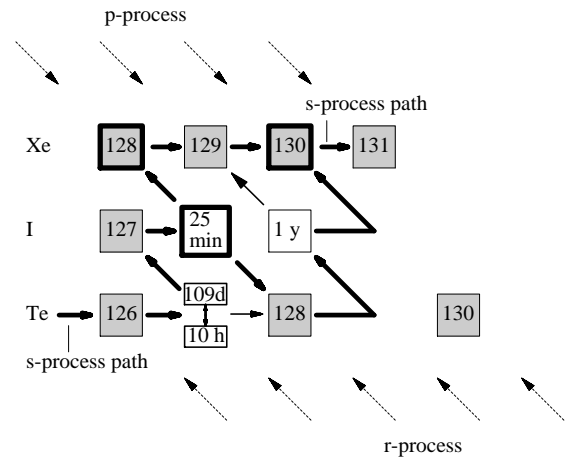 p-process
s-process path
Xe 128 129 130 131
I 127 25 min 1 y
109d
Te 126 128 130
10 h
s-process path
r-process